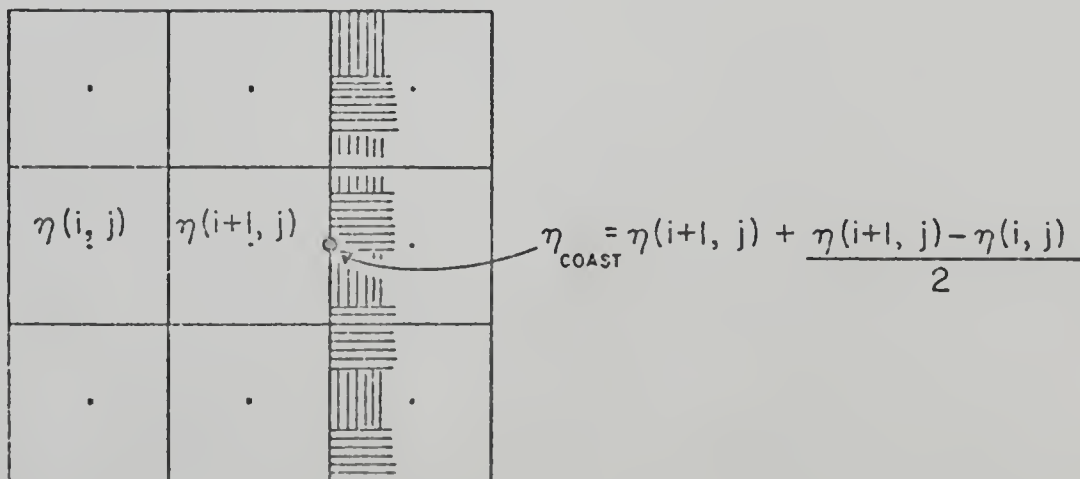 η(i, j) η(i+1, j)
η_COAST = η(i+1, j) + (η(i+1, j) – η(i, j)) / 2